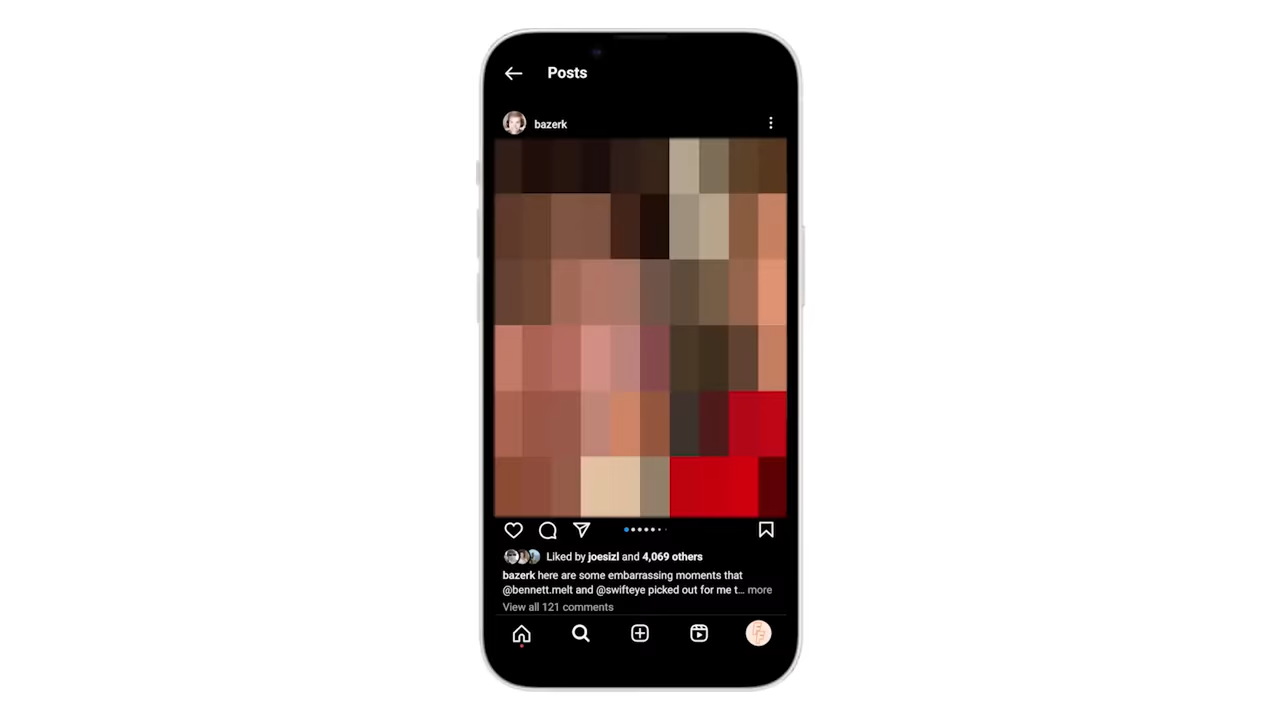 Posts
bazerk
Liked by joesizl and 4,069 others
bazerk here are some embarrassing moments that
@bennett.melt and @swifteye picked out for me t... more
View all 121 comments